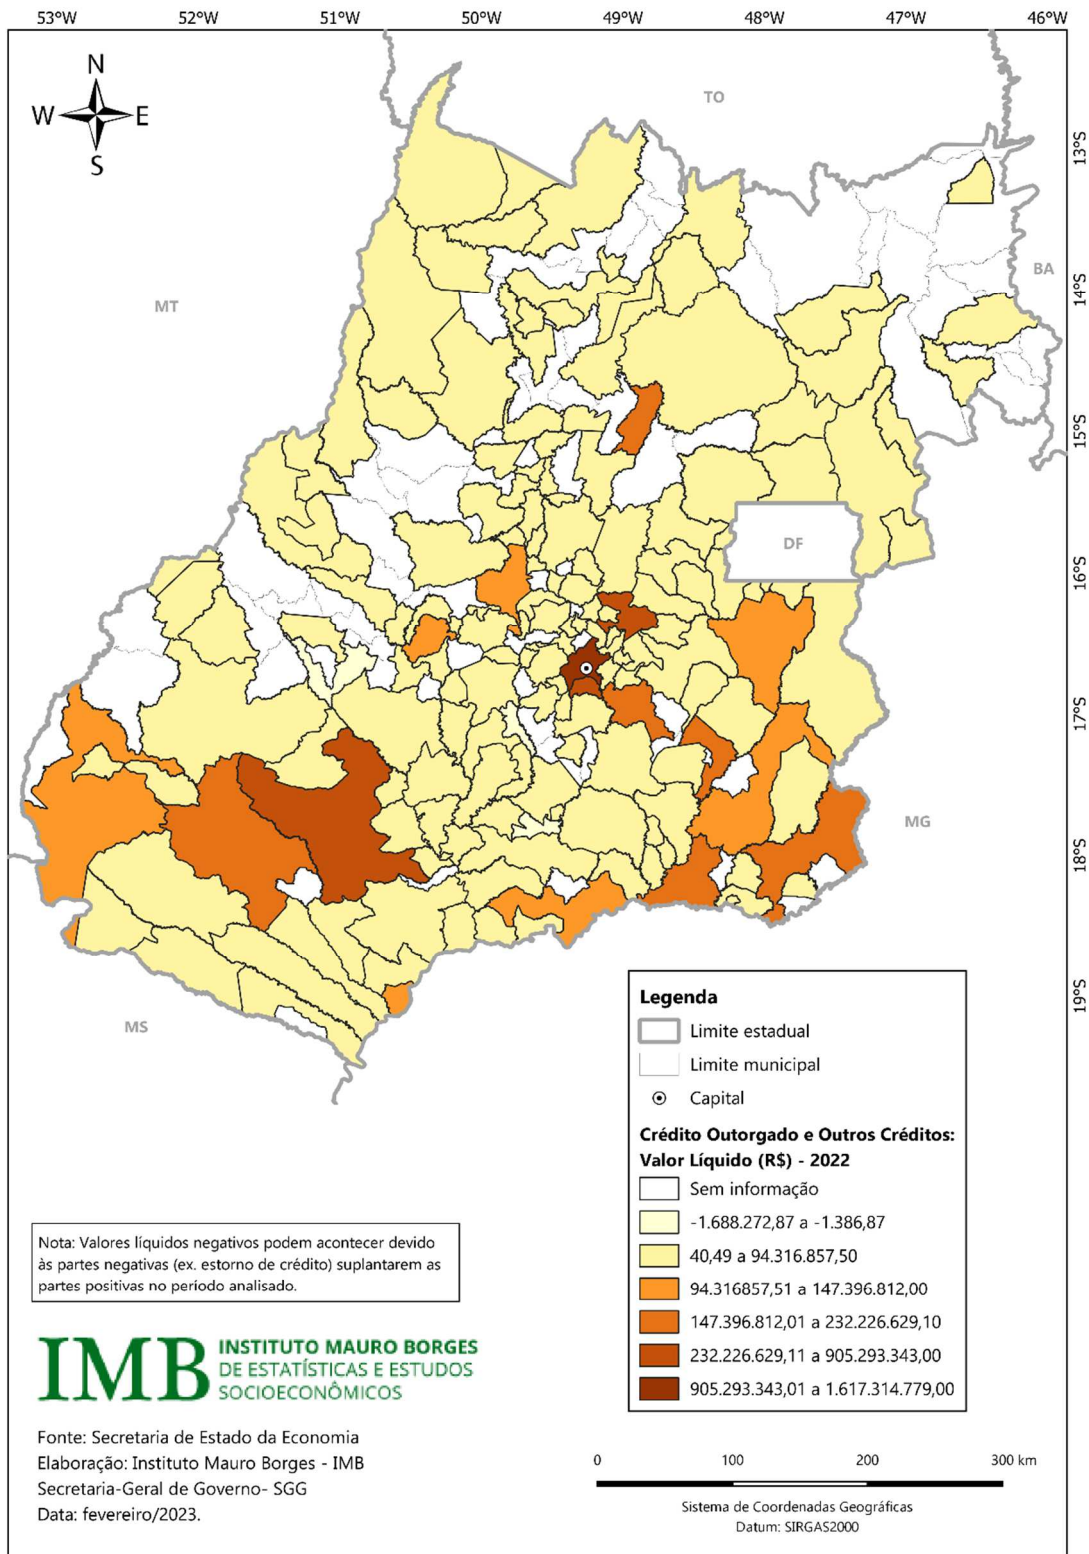 53°W 52°W 51°W 50°W 49°W 48°W 47°W 46°W
N
W E
S
TO
13°S
BA
MT
14°S
15°S
DF
16°S
17°S
MG
18°S
19°S
MS
Legenda
Limite estadual
Limite municipal
Capital
Crédito Outorgado e Outros Créditos:
Valor Líquido (R$) - 2022
Sem informação
-1.688.272,87 a -1.386,87
40,49 a 94.316.857,50
94.316857,51 a 147.396.812,00
147.396.812,01 a 232.226.629,10
232.226.629,11 a 905.293.343,00
905.293.343,01 a 1.617.314.779,00
Nota: Valores líquidos negativos podem acontecer devido
às partes negativas (ex. estorno de crédito) suplantarem as
partes positivas no período analisado.
IMB
INSTITUTO MAURO BORGES
DE ESTATÍSTICAS E ESTUDOS
SOCIOECONÔMICOS
Fonte: Secretaria de Estado da Economia
Elaboração: Instituto Mauro Borges - IMB
Secretaria-Geral de Governo- SGG
Data: fevereiro/2023.
0 100 200 300 km
Sistema de Coordenadas Geográficas
Datum: SIRGAS2000